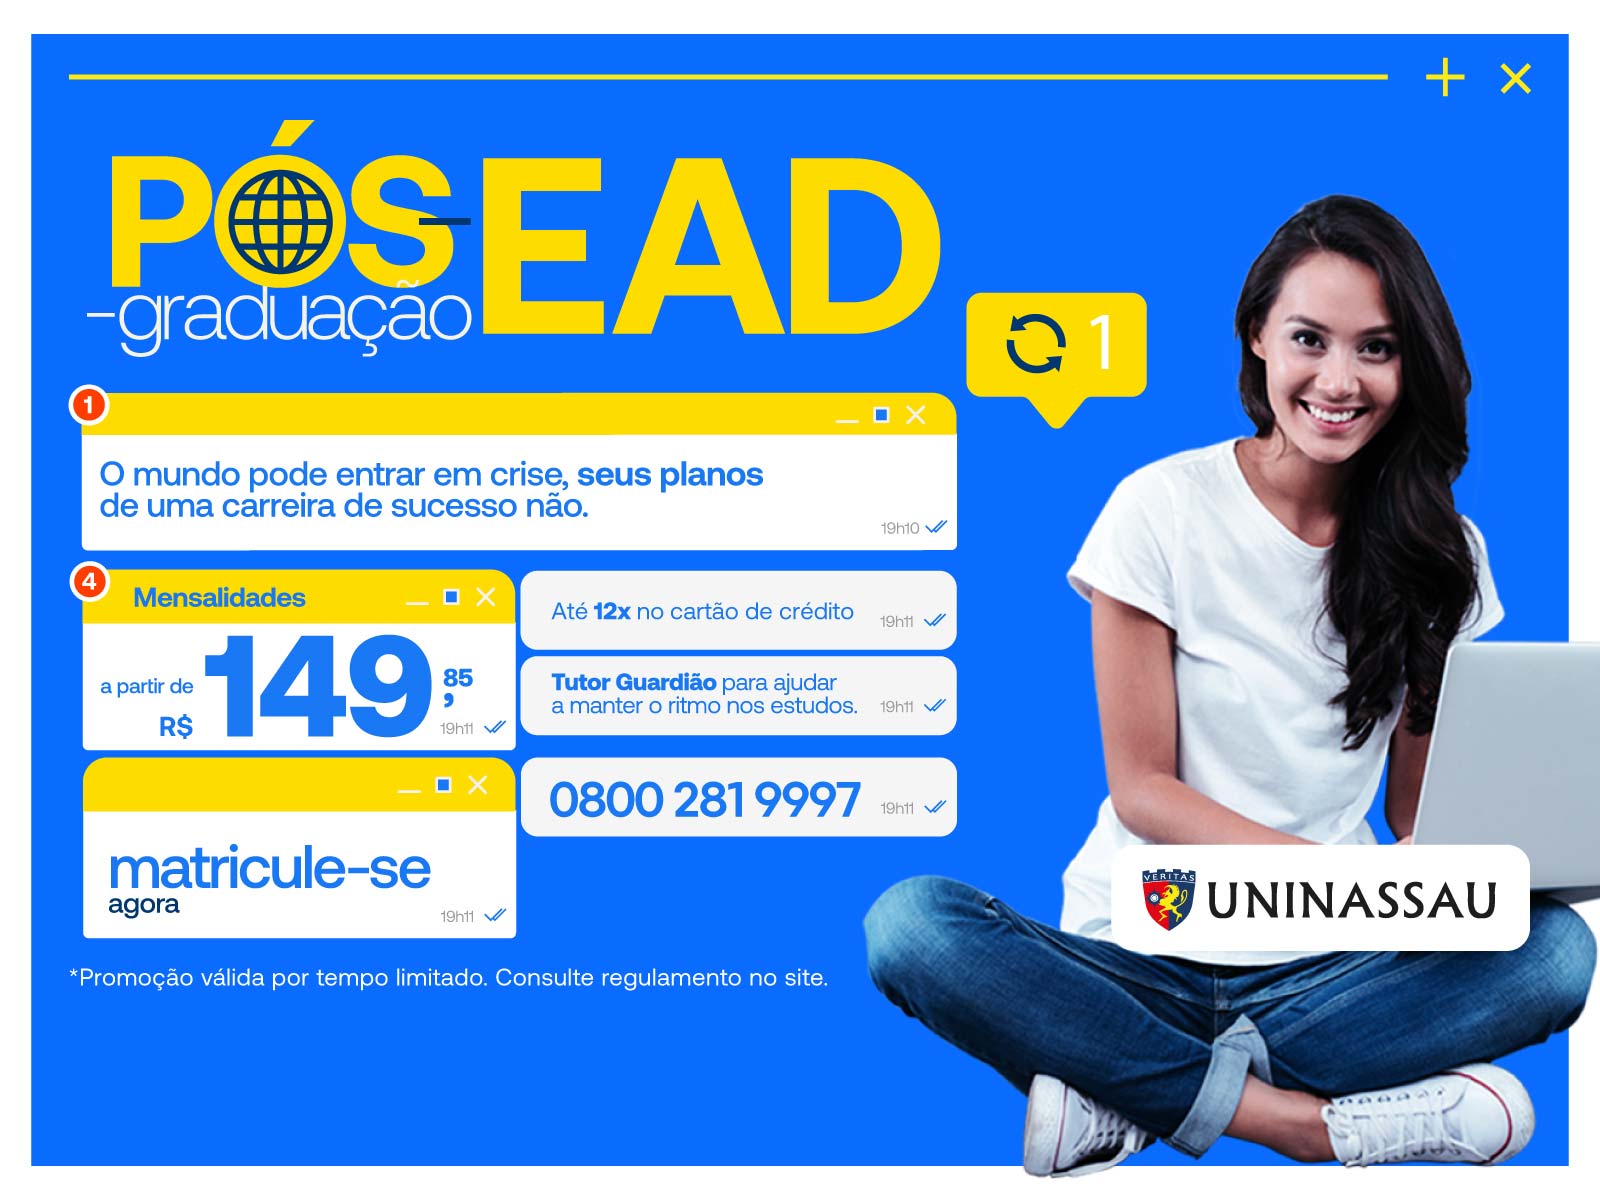 PÓS-EAD
-graduação
1
1
O mundo pode entrar em crise, seus planos
de uma carreira de sucesso não.
19h10
4
Mensalidades
a partir de
R$ 149,85
19h11
Até 12x no cartão de crédito
19h11
Tutor Guardião para ajudar
a manter o ritmo nos estudos.
19h11
matricule-se
agora
19h11
0800 281 9997
19h11
VERITAS
UNINASSAU
*Promoção válida por tempo limitado. Consulte regulamento no site.